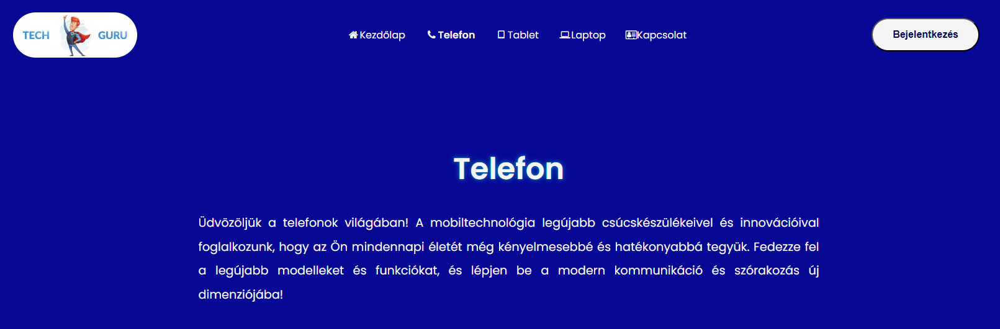 TECH GURU
Kezdőlap Telefon Tablet Laptop Kapcsolat
Bejelentkezés
Telefon
Üdvözöljük a telefonok világában! A mobiltechnológia legújabb csúcskészülékeivel és innovációival
foglalkozunk, hogy az Ön mindennapi életét még kényelmesebbé és hatékonyabbá tegyük. Fedezze fel
a legújabb modelleket és funkciókat, és lépjen be a modern kommunikáció és szórakozás új
dimenziójába!